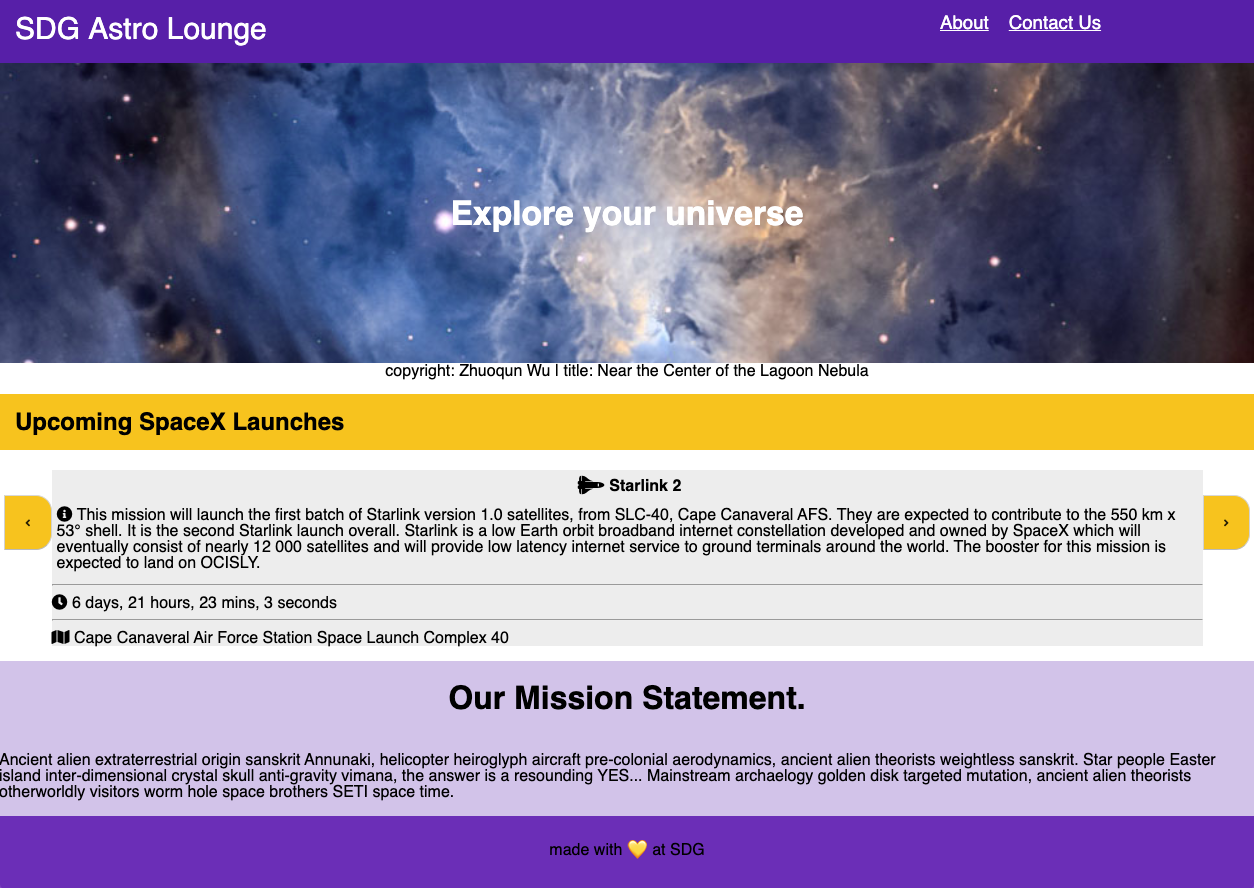 SDG Astro Lounge
About Contact Us
Explore your universe
copyright: Zhuoqun Wu | title: Near the Center of the Lagoon Nebula
Upcoming SpaceX Launches
Starlink 2
This mission will launch the first batch of Starlink version 1.0 satellites, from SLC-40, Cape Canaveral AFS. They are expected to contribute to the 550 km x
53° shell. It is the second Starlink launch overall. Starlink is a low Earth orbit broadband internet constellation developed and owned by SpaceX which will
eventually consist of nearly 12 000 satellites and will provide low latency internet service to ground terminals around the world. The booster for this mission is
expected to land on OCISLY.
6 days, 21 hours, 23 mins, 3 seconds
Cape Canaveral Air Force Station Space Launch Complex 40
Our Mission Statement.
Ancient alien extraterrestrial origin sanskrit Annunaki, helicopter heiroglyph aircraft pre-colonial aerodynamics, ancient alien theorists weightless sanskrit. Star people Easter
island inter-dimensional crystal skull anti-gravity vimana, the answer is a resounding YES... Mainstream archaelogy golden disk targeted mutation, ancient alien theorists
otherworldly visitors worm hole space brothers SETI space time.
made with 💛 at SDG